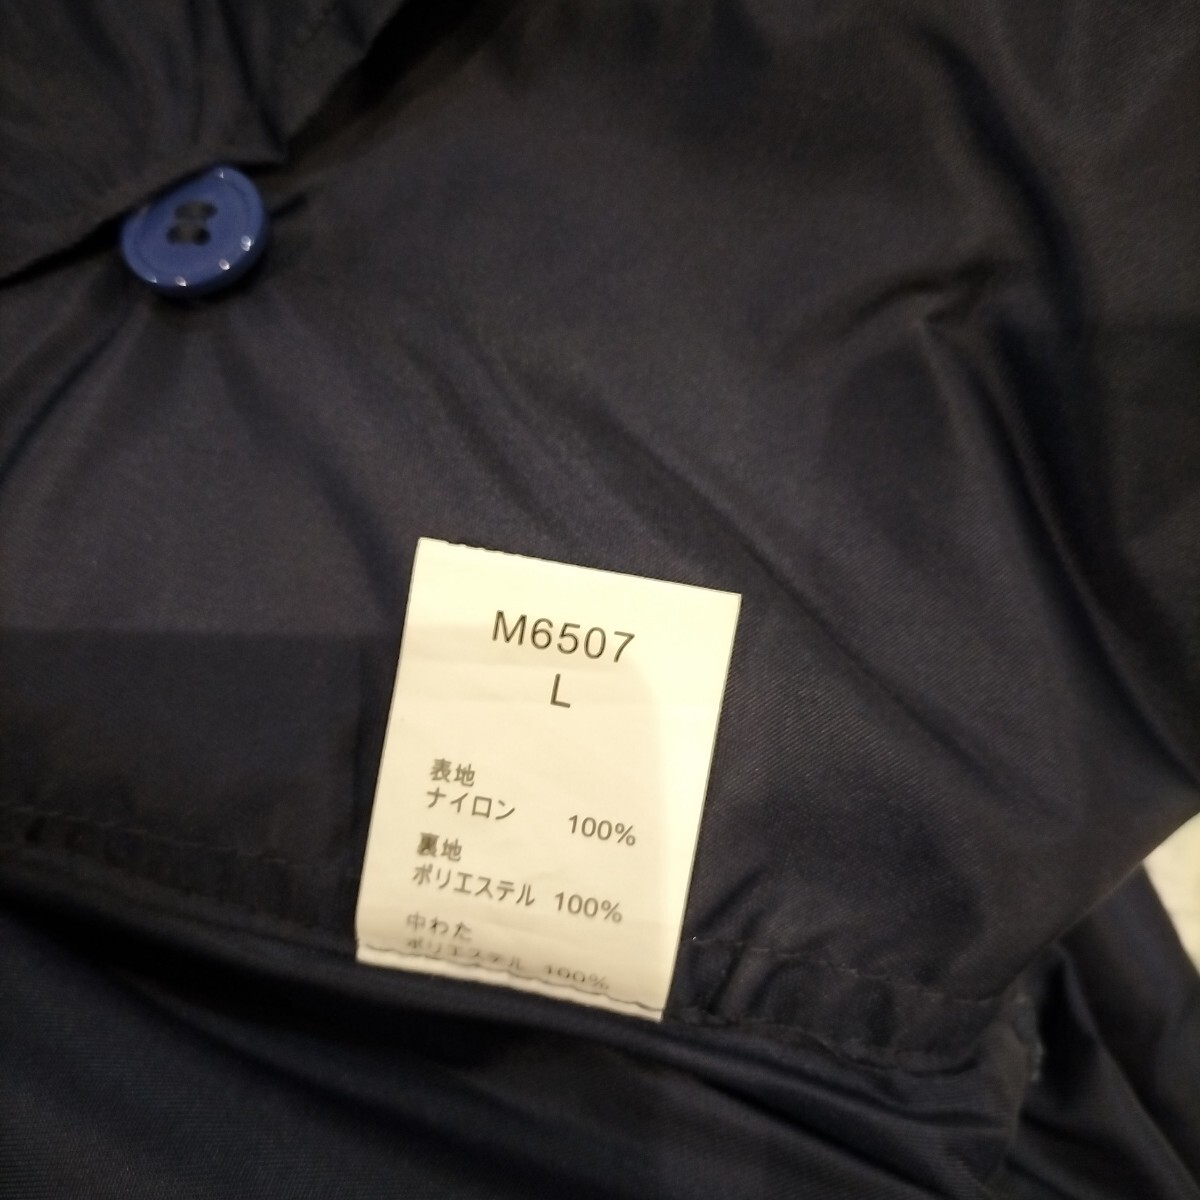 M6507
L
表地
ナイロン 100%
裏地
ポリエステル 100%
中わた
ポリエステル 100%